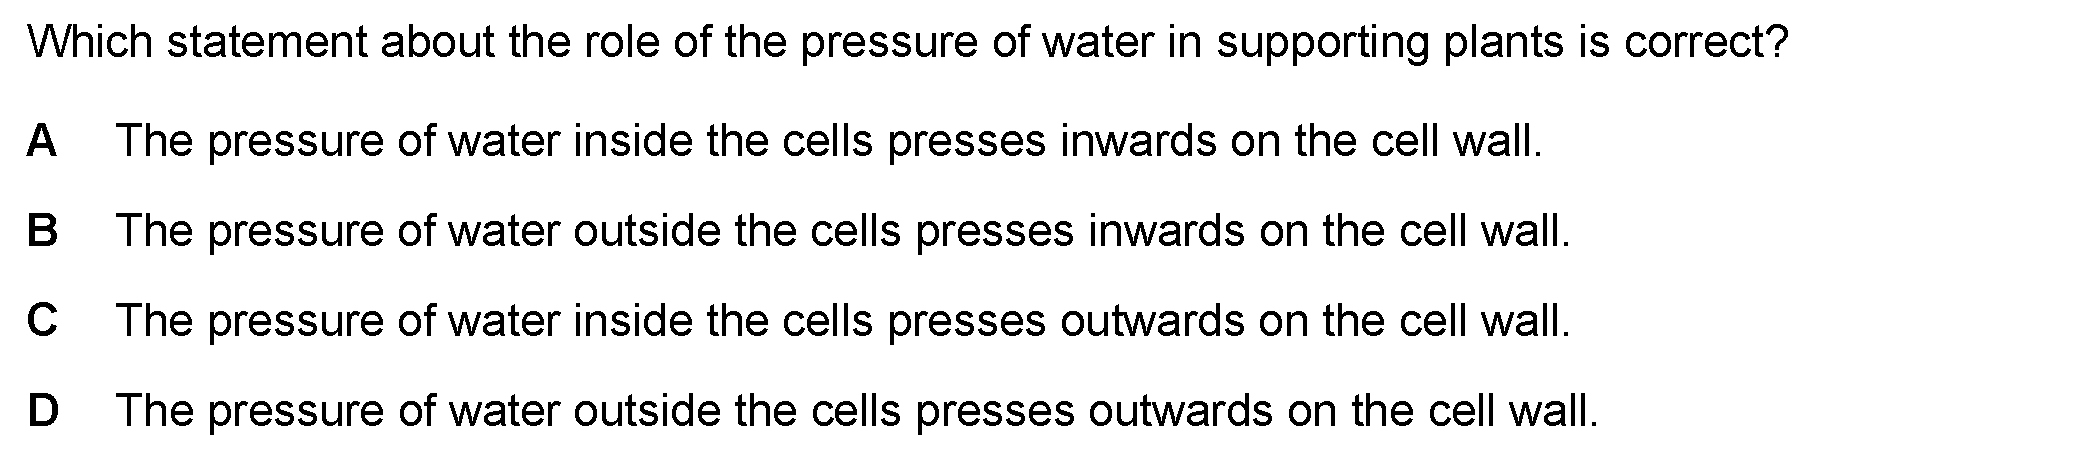 Which statement about the role of the pressure of water in supporting plants is correct?
A The pressure of water inside the cells presses inwards on the cell wall.
B The pressure of water outside the cells presses inwards on the cell wall.
C The pressure of water inside the cells presses outwards on the cell wall.
D The pressure of water outside the cells presses outwards on the cell wall.